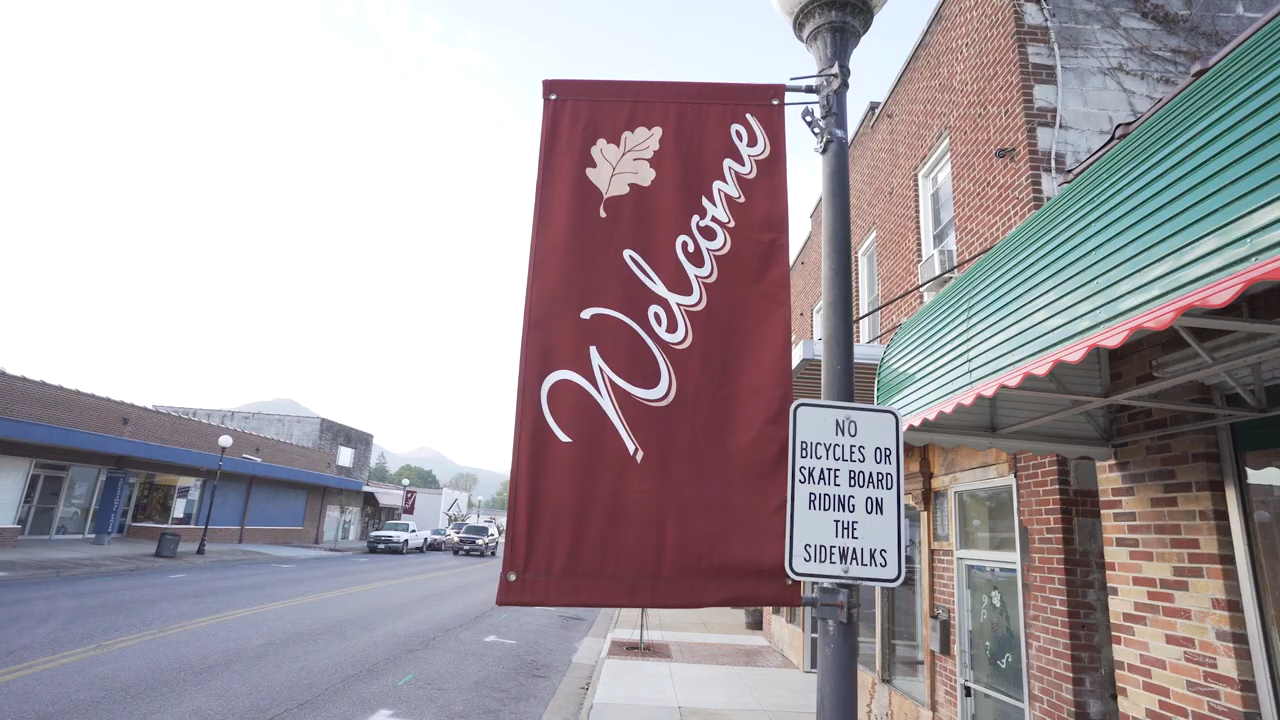 Welcome
NO
BICYCLES OR
SKATE BOARD
RIDING ON
THE
SIDEWALKS